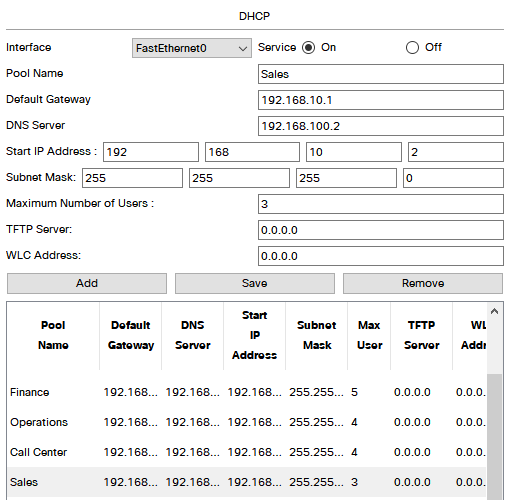 DHCP
Interface FastEthernet0 Service On Off
Pool Name Sales
Default Gateway 192.168.10.1
DNS Server 192.168.100.2
Start IP Address : 192 168 10 2
Subnet Mask: 255 255 255 0
Maximum Number of Users : 3
TFTP Server: 0.0.0.0
WLC Address: 0.0.0.0
Add Save Remove
Pool Name Default Gateway DNS Server Start IP Address Subnet Mask Max User TFTP Server WL Addr
Finance 192.168... 192.168... 192.168... 255.255... 5 0.0.0.0 0.0.0.
Operations 192.168... 192.168... 192.168... 255.255... 4 0.0.0.0 0.0.0.
Call Center 192.168... 192.168... 192.168... 255.255... 4 0.0.0.0 0.0.0.
Sales 192.168... 192.168... 192.168... 255.255... 3 0.0.0.0 0.0.0.